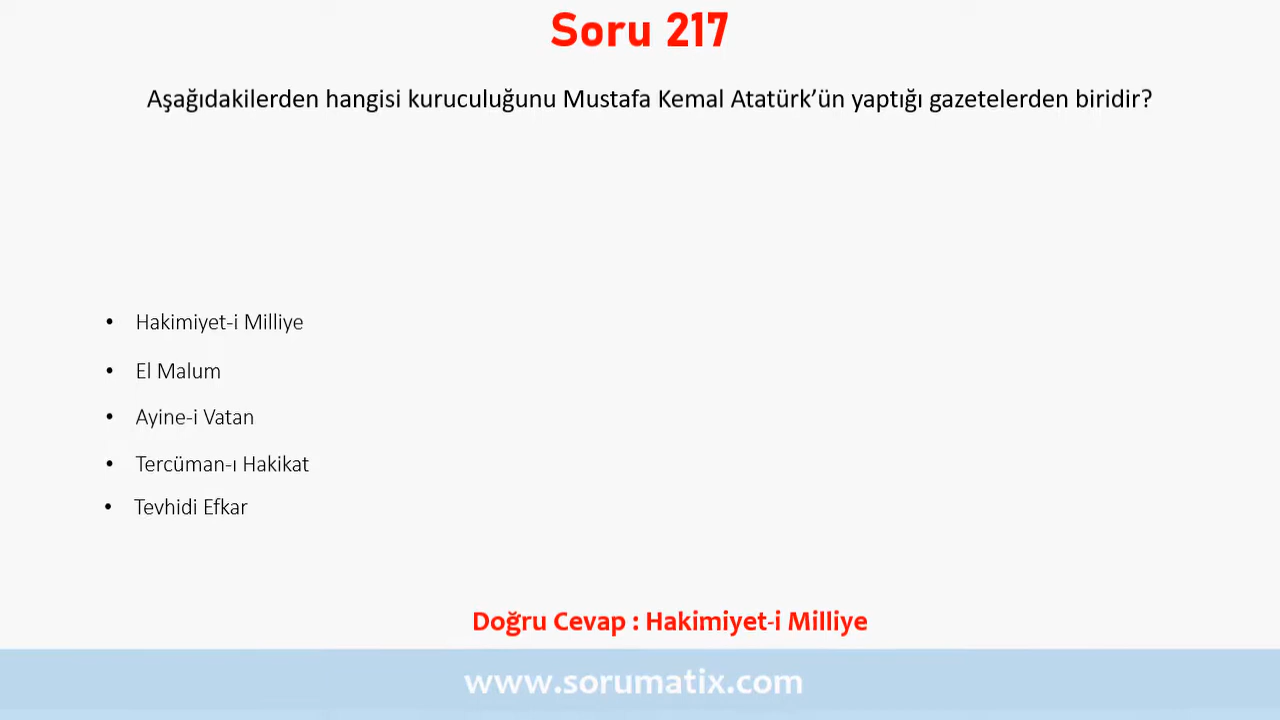 Soru 217
Aşağıdakilerden hangisi kuruculuğunu Mustafa Kemal Atatürk’ün yaptığı gazetelerden biridir?
• Hakimiyet-i Milliye
• El Malum
• Ayine-i Vatan
• Tercüman-ı Hakikat
• Tevhidi Efkar
Doğru Cevap : Hakimiyet-i Milliye
www.sorumatix.com